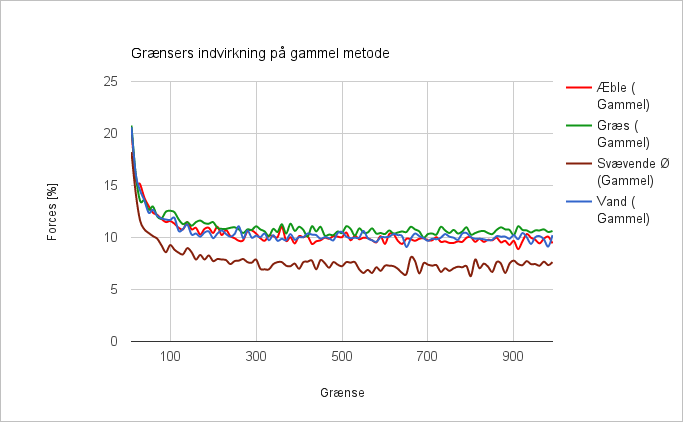 Grænsers indvirkning på gammel metode
25
20
15
10
5
0
Forces [%]
100
300
500
700
900
Grænse
Æble (
Gammel)
Græs (
Gammel)
Svævende Ø
(Gammel)
Vand (
Gammel)